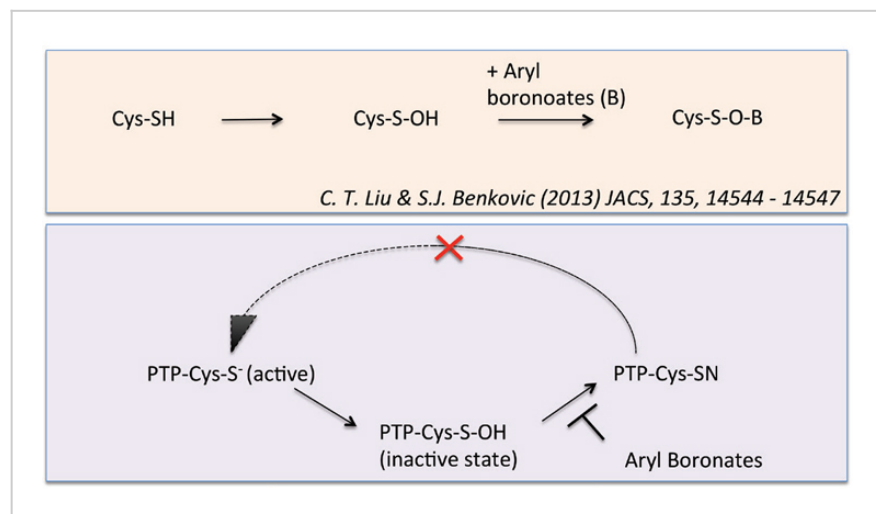 + Aryl
boronoates (B)
Cys-SH
Cys-S-OH
Cys-S-O-B
C. T. Liu & S.J. Benkovic (2013) JACS, 135, 14544 - 14547
PTP-Cys-S- (active)
PTP-Cys-SN
PTP-Cys-S-OH
(inactive state)
Aryl Boronates